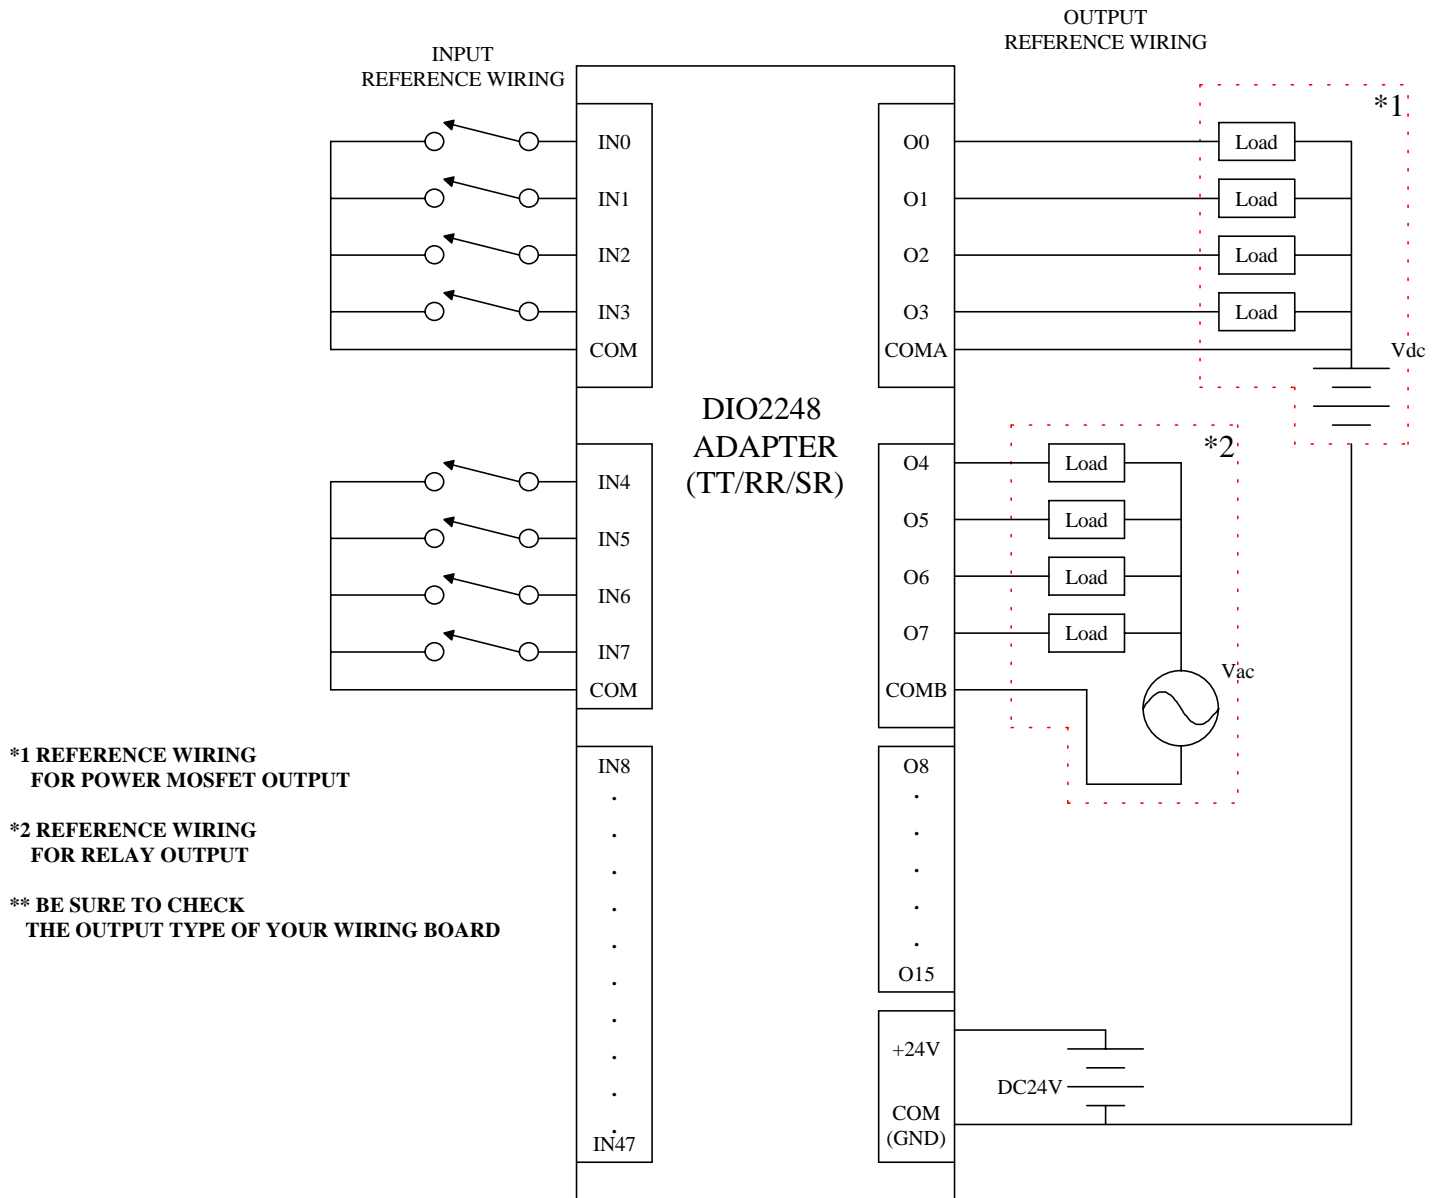 OUTPUT
REFERENCE WIRING
INPUT
REFERENCE WIRING
IN0
IN1
IN2
IN3
COM
IN4
IN5
IN6
IN7
COM
IN8
IN47
DIO2248
ADAPTER
(TT/RR/SR)
O0
O1
O2
O3
COMA
O4
O5
O6
O7
COMB
O8
O15
+24V
COM
(GND)
DC24V
*1
Load
Load
Load
Load
Vdc
*2
Load
Load
Load
Load
Vac
*1 REFERENCE WIRING
FOR POWER MOSFET OUTPUT
*2 REFERENCE WIRING
FOR RELAY OUTPUT
** BE SURE TO CHECK
THE OUTPUT TYPE OF YOUR WIRING BOARD